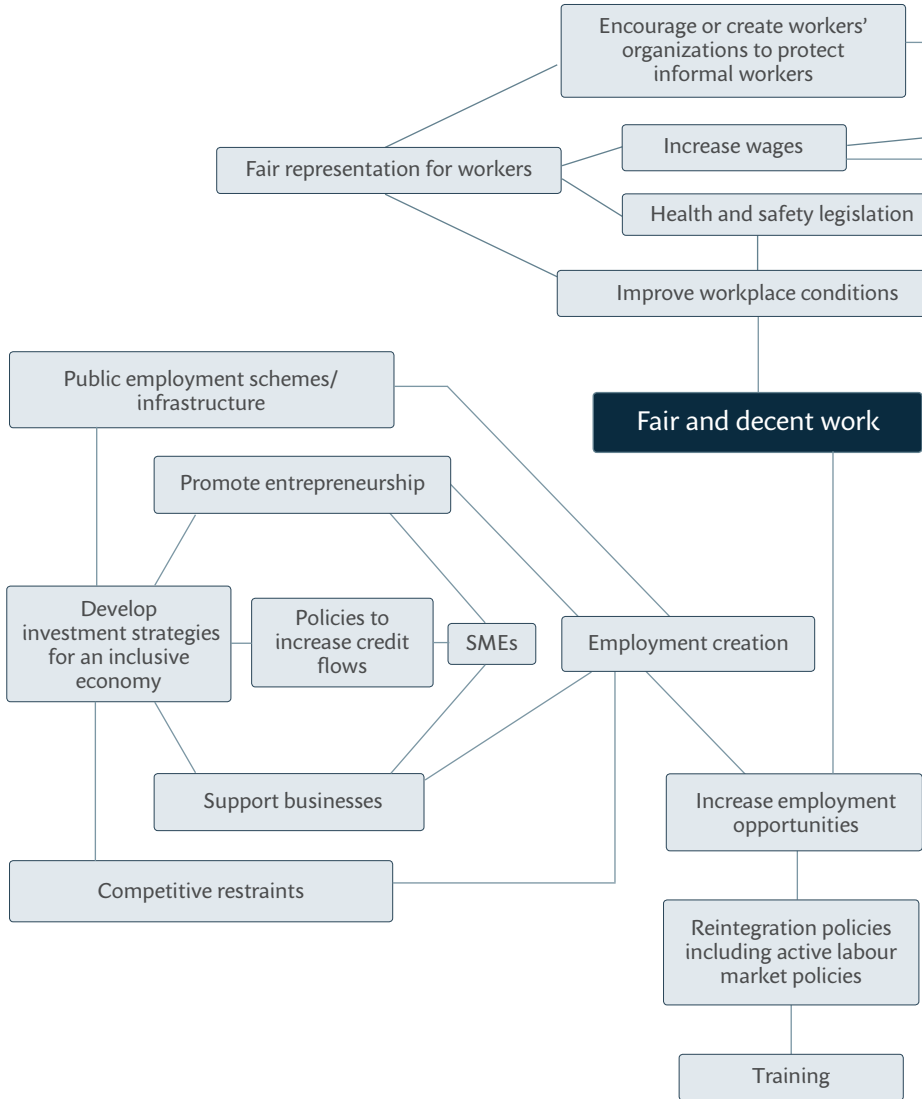 Encourage or create workers’
organizations to protect
informal workers
Increase wages
Fair representation for workers
Health and safety legislation
Improve workplace conditions
Public employment schemes/
infrastructure
Fair and decent work
Promote entrepreneurship
Develop
investment strategies
for an inclusive
economy
Policies to
increase credit
flows
SMEs
Employment creation
Support businesses
Increase employment
opportunities
Competitive restraints
Reintegration policies
including active labour
market policies
Training